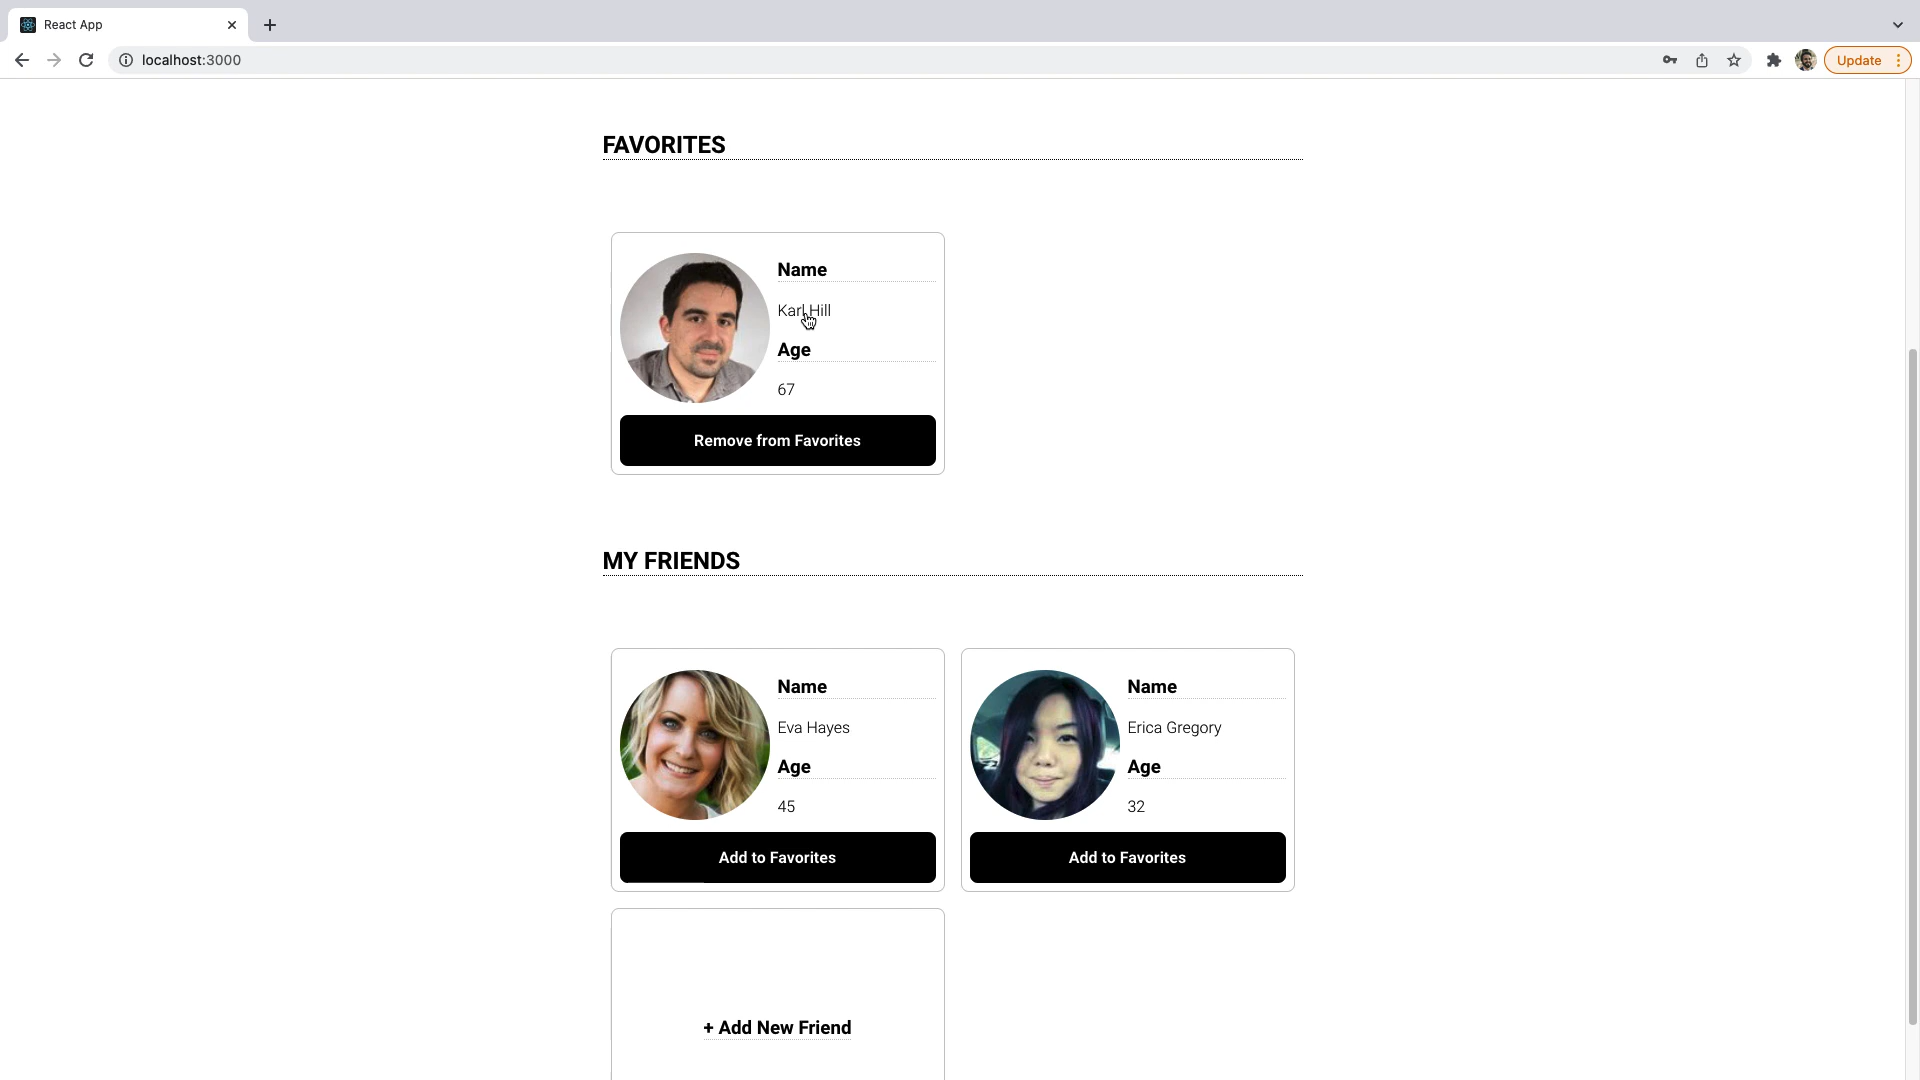 React App
localhost:3000
Update
FAVORITES
Name
Karl Hill
Age
67
Remove from Favorites
MY FRIENDS
Name
Eva Hayes
Age
45
Add to Favorites
Name
Erica Gregory
Age
32
Add to Favorites
+ Add New Friend